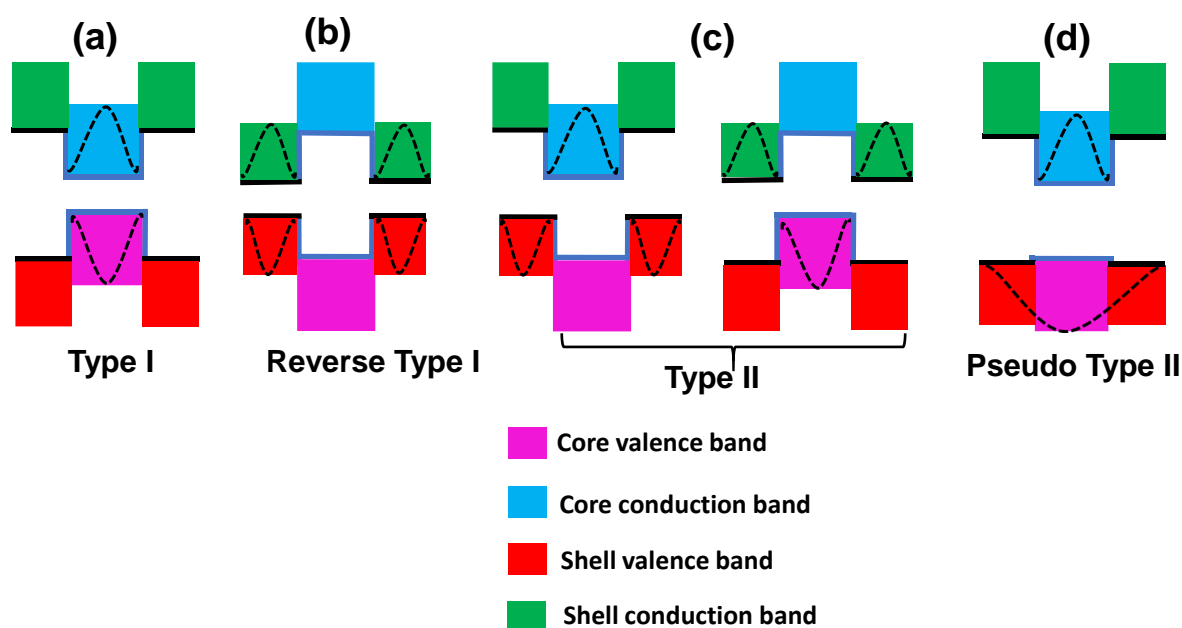 (a)
(b)
(c)
(d)
Type I
Reverse Type I
Type II
Pseudo Type II
Core valence band
Core conduction band
Shell valence band
Shell conduction band